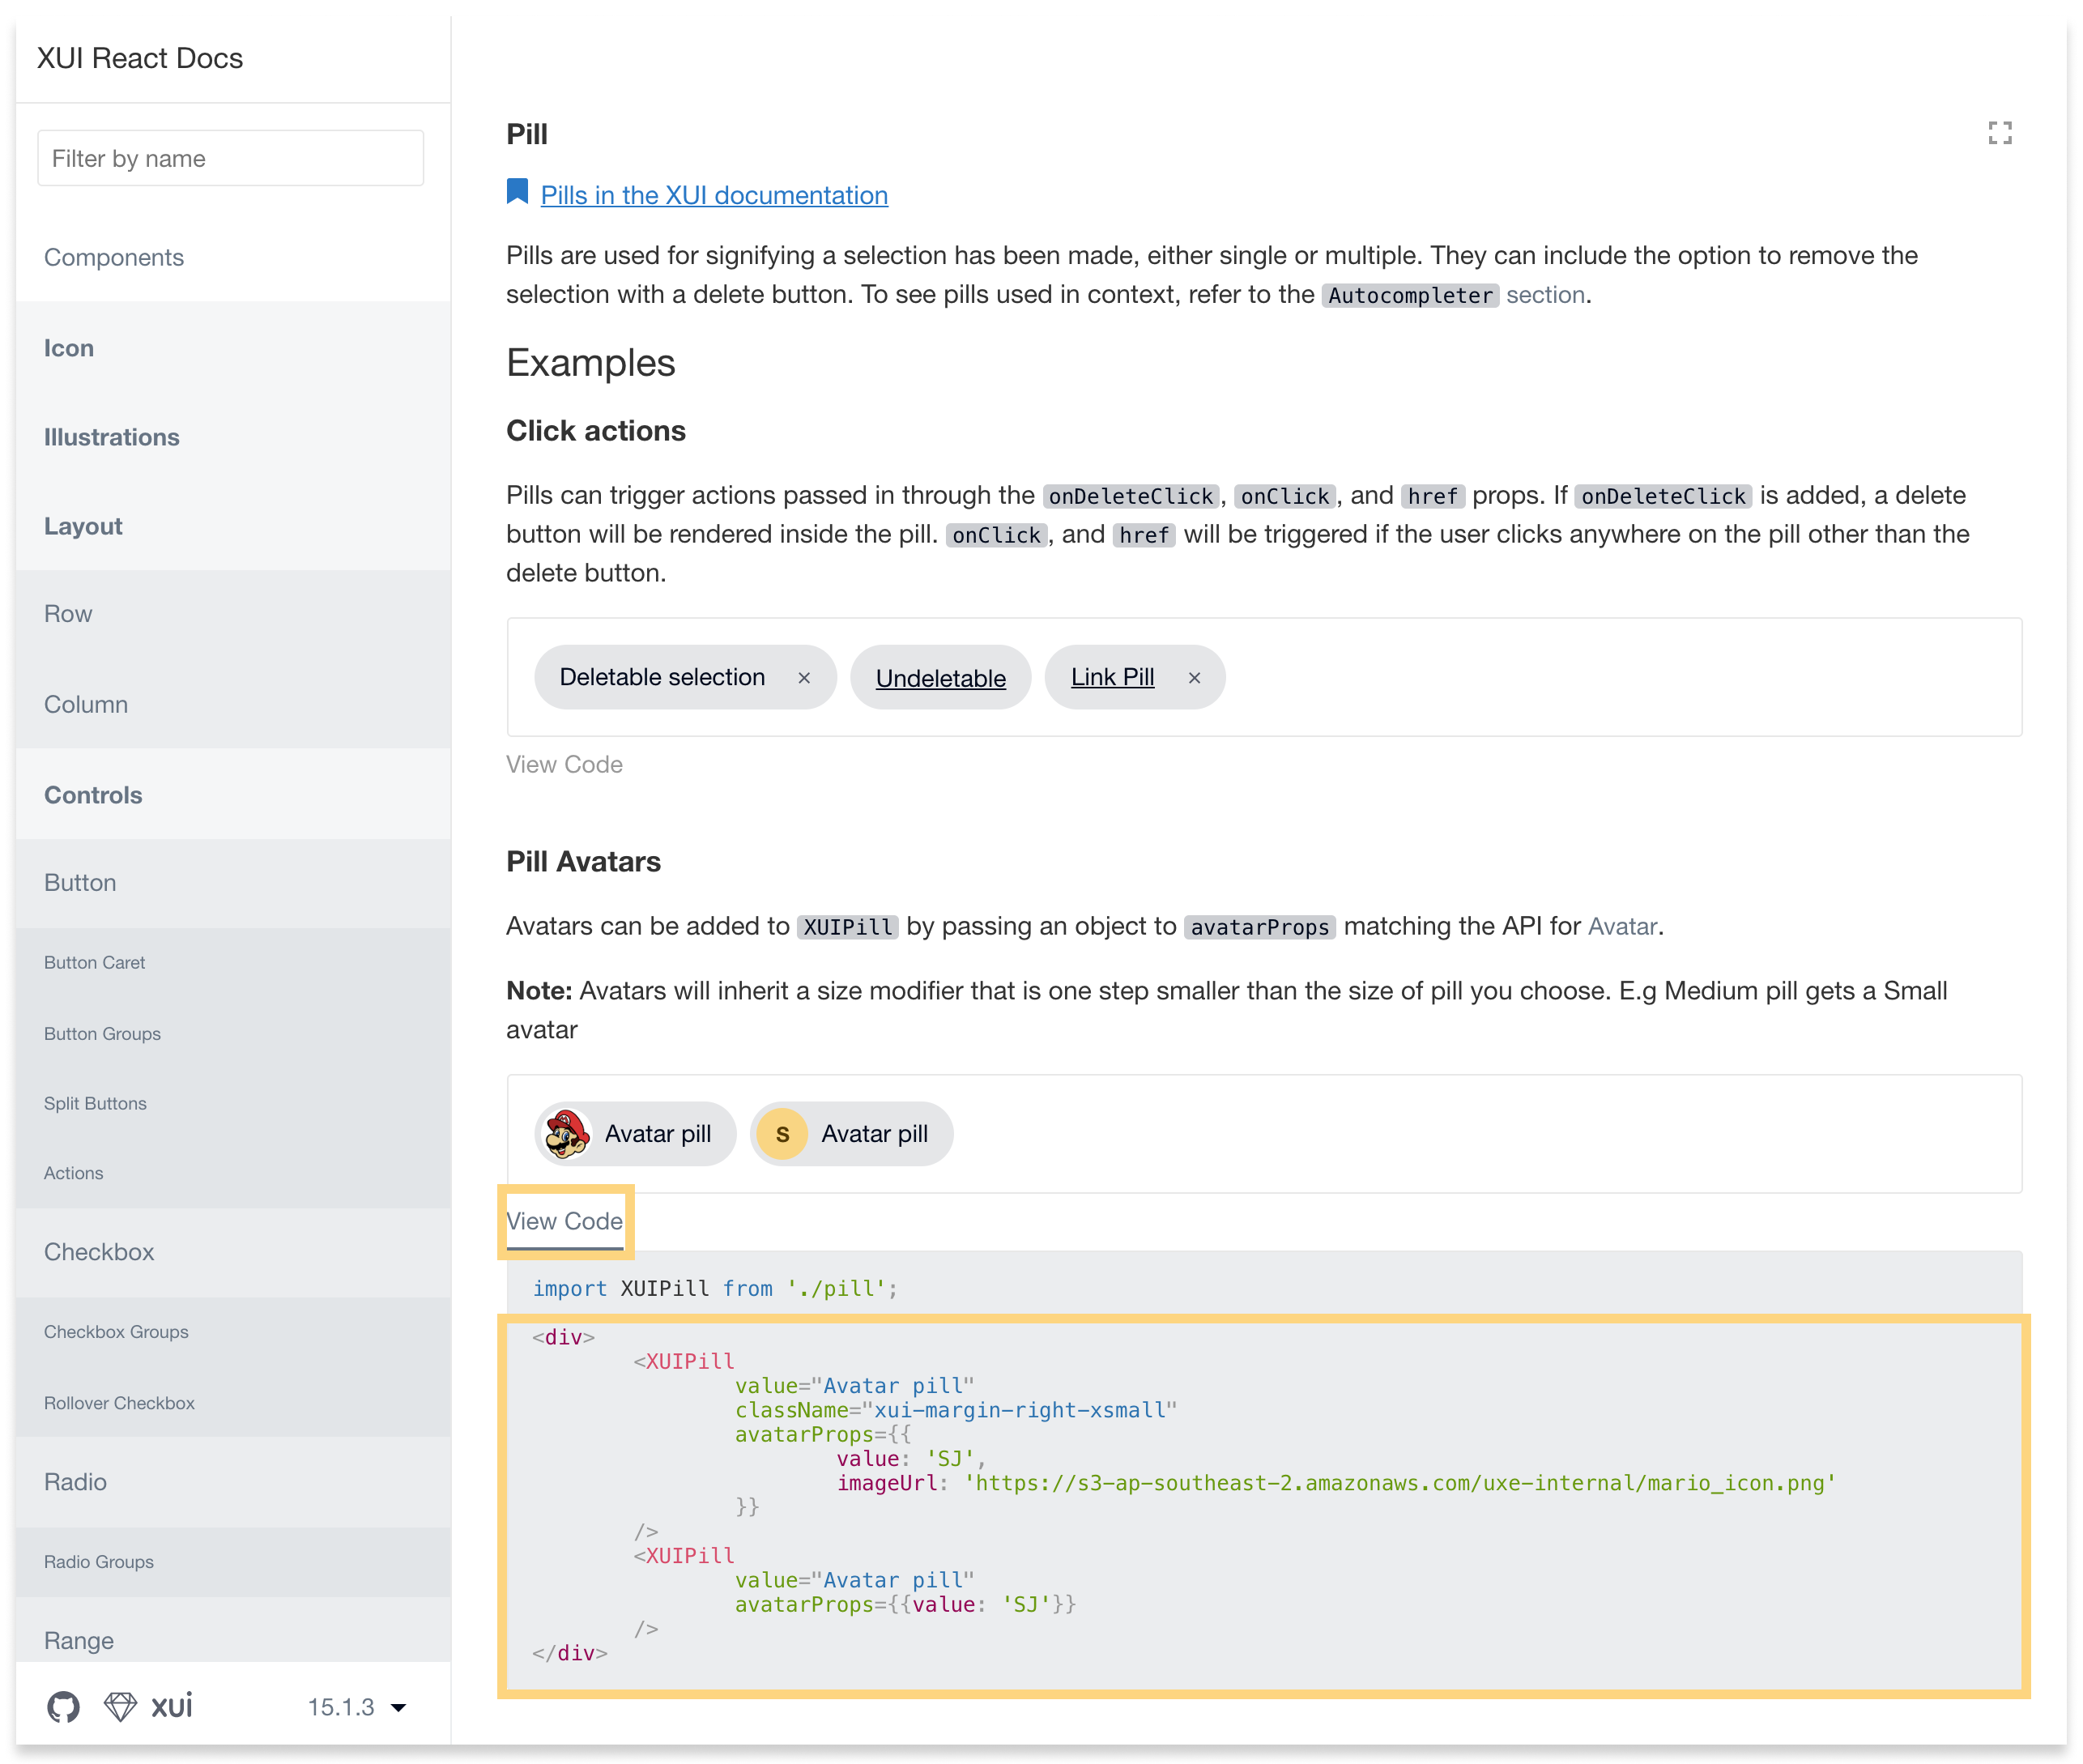 XUI React Docs
Filter by name
Components
Icon
Illustrations
Layout
Row
Column
Controls
Button
Button Caret
Button Groups
Split Buttons
Actions
Checkbox
Checkbox Groups
Rollover Checkbox
Radio
Radio Groups
Range
xui
15.1.3
Pill
Pills in the XUI documentation
Pills are used for signifying a selection has been made, either single or multiple. They can include the option to remove the
selection with a delete button. To see pills used in context, refer to the Autocompleter section.
Examples
Click actions
Pills can trigger actions passed in through the onDeleteClick, onClick, and href props. If onDeleteClick is added, a delete
button will be rendered inside the pill. onClick, and href will be triggered if the user clicks anywhere on the pill other than the
delete button.
Deletable selection × Undeletable Link Pill ×
View Code
Pill Avatars
Avatars can be added to XUIPill by passing an object to avatarProps matching the API for Avatar.
Note: Avatars will inherit a size modifier that is one step smaller than the size of pill you choose. E.g Medium pill gets a Small
avatar
Avatar pill S Avatar pill
View Code
import XUIPill from './pill';
<div>
<XUIPill
value="Avatar pill"
className="xui-margin-right-xsmall"
avatarProps={{
value: 'SJ',
imageUrl: 'https://s3-ap-southeast-2.amazonaws.com/uxe-internal/mario_icon.png'
}}
/>
<XUIPill
value="Avatar pill"
avatarProps={{value: 'SJ'}}
/>
</div>